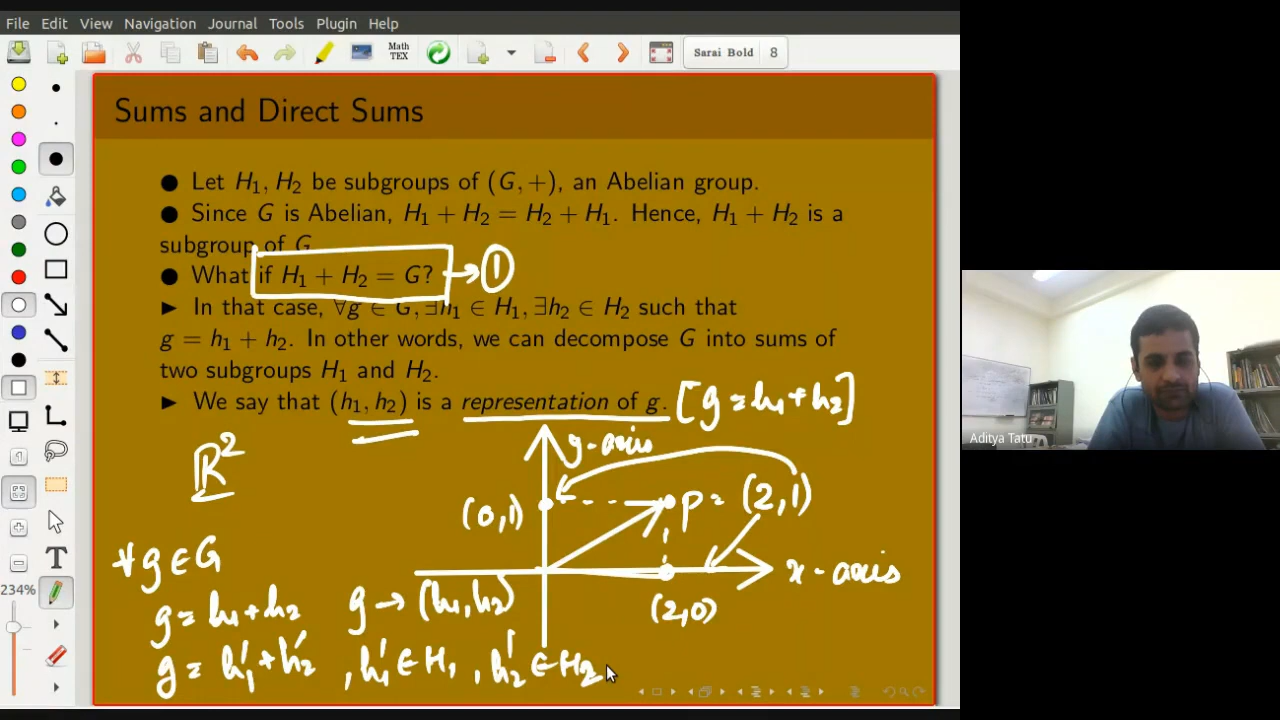 File Edit View Navigation Journal Tools Plugin Help
Math TEX
Sarai Bold 8
Sums and Direct Sums
● Let H₁, H₂ be subgroups of (G, +), an Abelian group.
● Since G is Abelian, H₁ + H₂ = H₂ + H₁. Hence, H₁ + H₂ is a
subgroup of G
● What if H₁ + H₂ = G? → ①
► In that case, ∀g ∈ G, ∃h₁ ∈ H₁, ∃h₂ ∈ H₂ such that
g = h₁ + h₂. In other words, we can decompose G into sums of
two subgroups H₁ and H₂.
► We say that (h₁, h₂) is a representation of g. [g = h₁ + h₂]
y-axis
ℝ²
(0,1)
P = (2,1)
x-axis
(2,0)
∀ g ∈ G
g = h₁ + h₂ g → (h₁, h₂)
g = h₁' + h₂' , h₁' ∈ H₁ , h₂' ∈ H₂
234%
Aditya Tatu